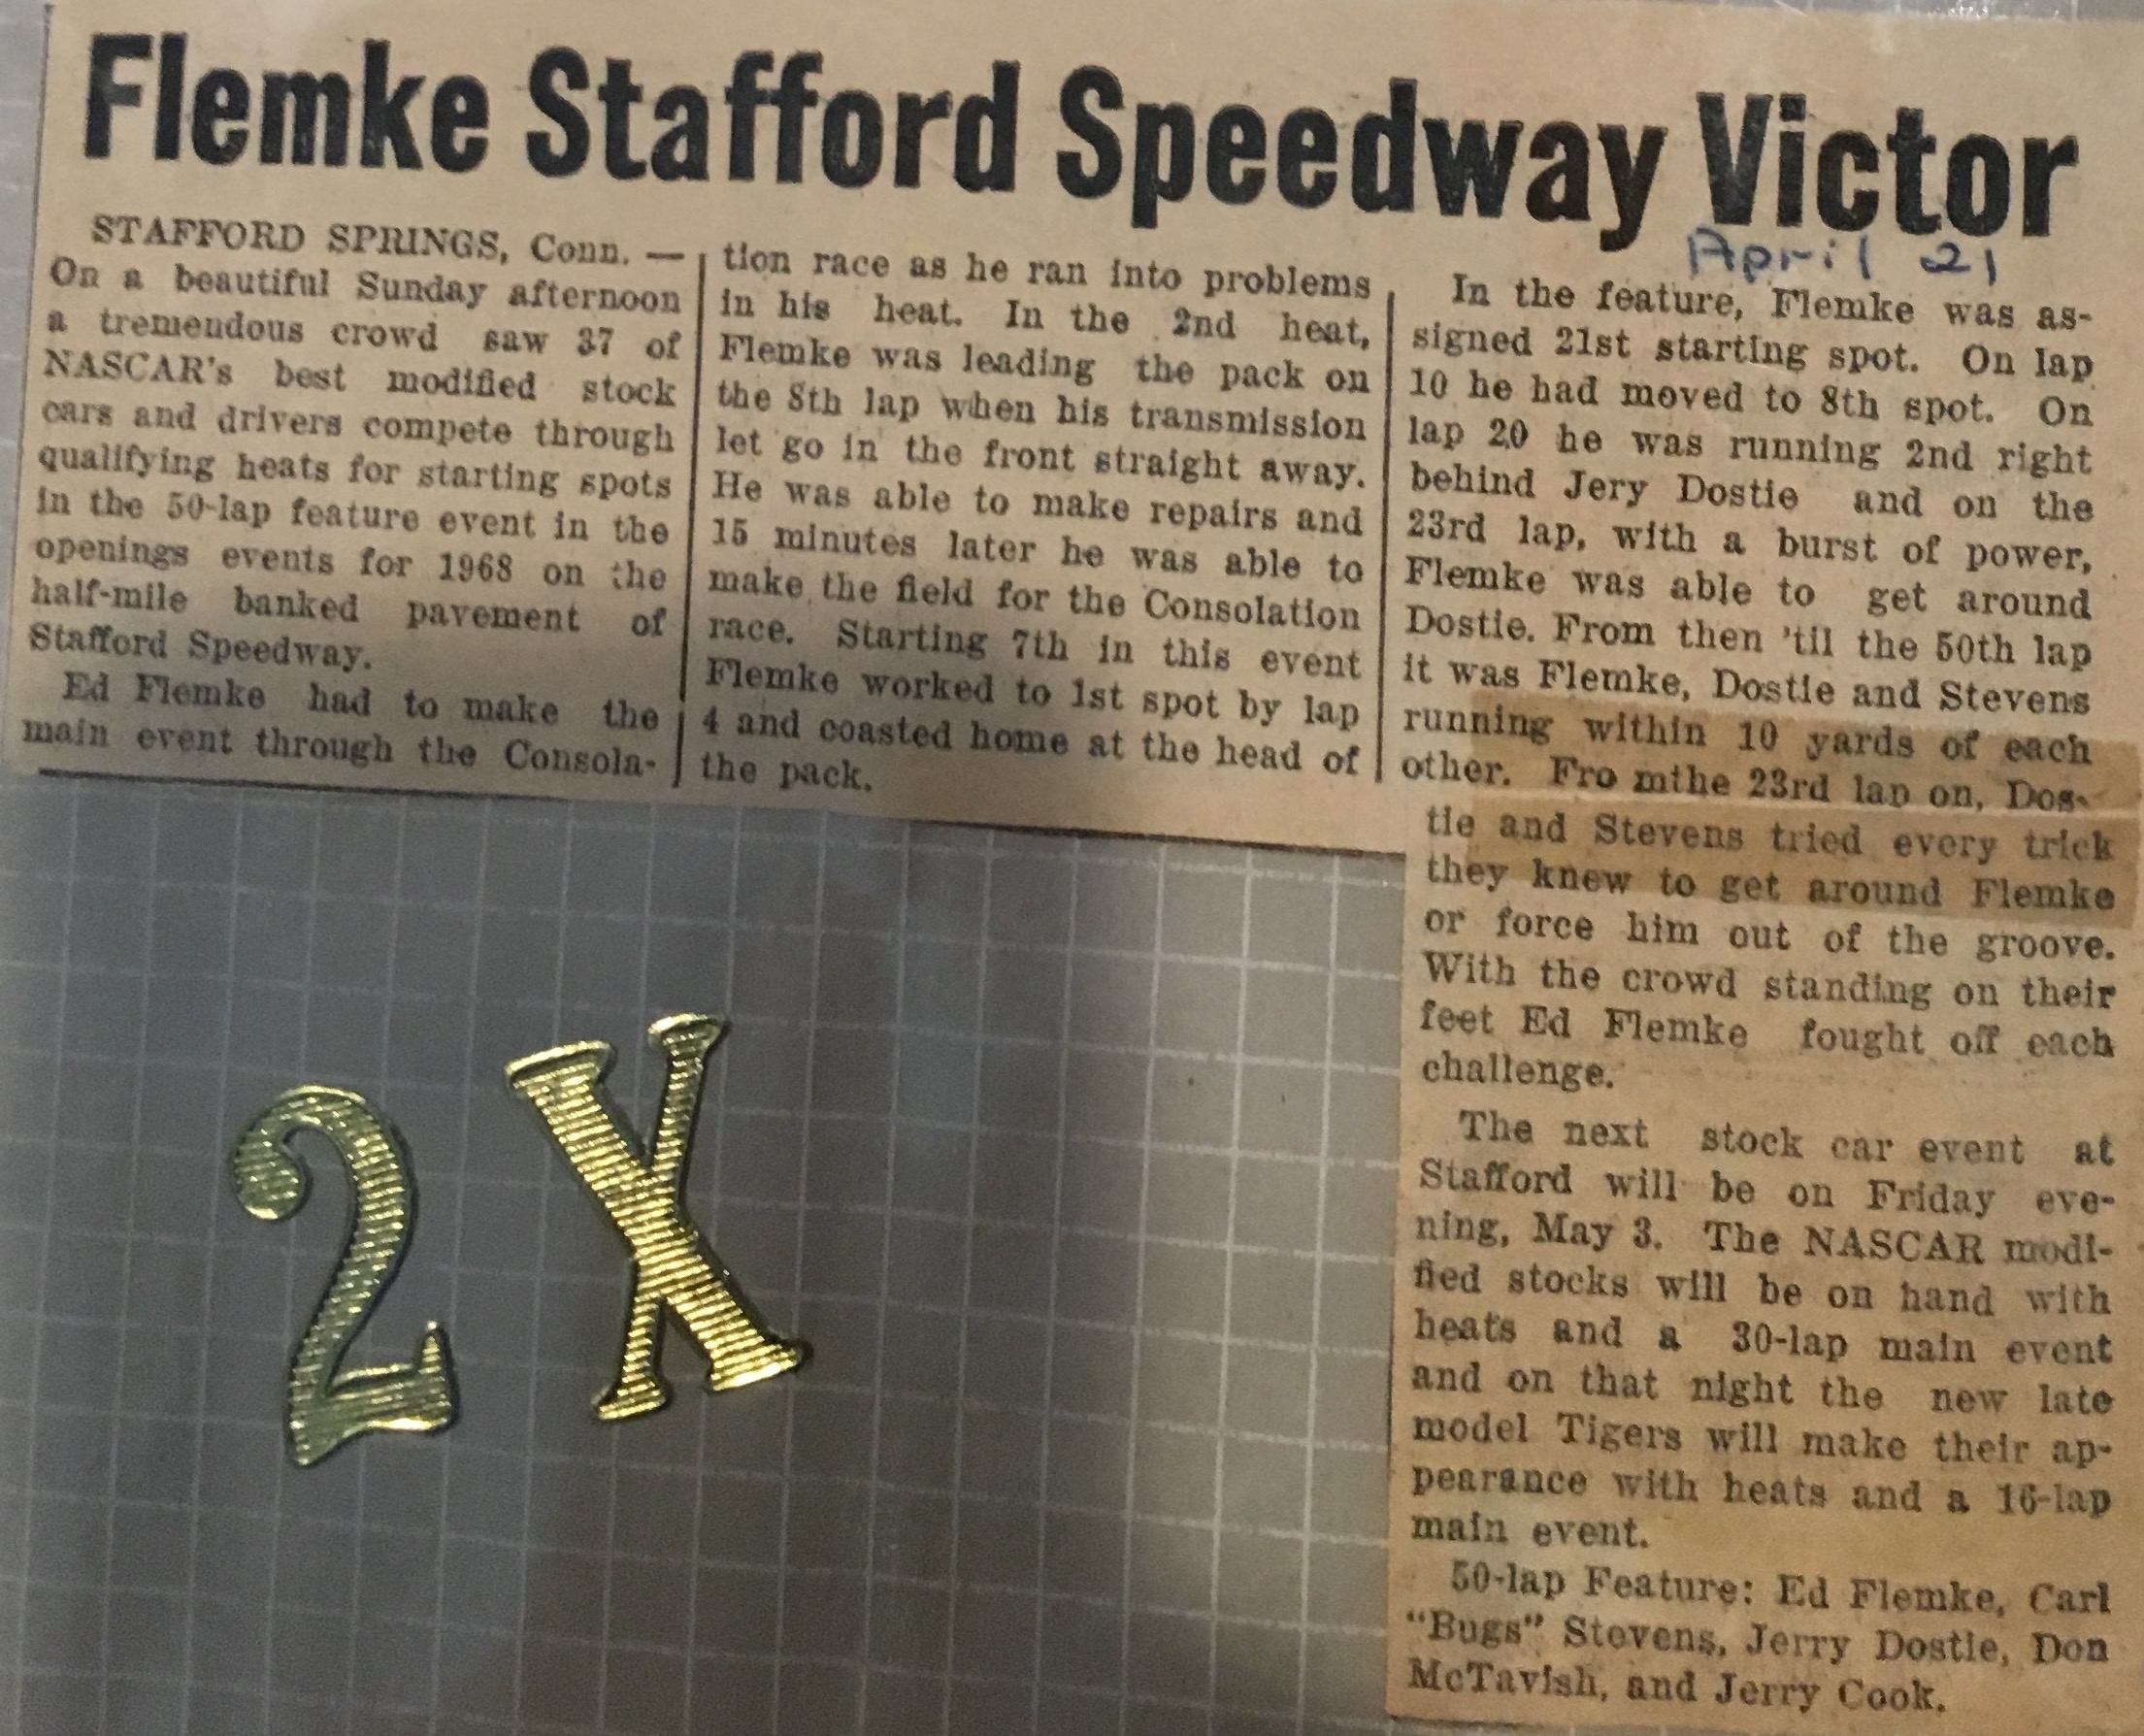 Flemke Stafford Speedway Victor
April 21
STAFFORD SPRINGS, Conn. —
On a beautiful Sunday afternoon
a tremendous crowd saw 37 of
NASCAR's best modified stock
cars and drivers compete through
qualifying heats for starting spots
in the 50-lap feature event in the
openings events for 1968 on the
half-mile banked pavement of
Stafford Speedway.
Ed Flemke had to make the
main event through the Consola-
tion race as he ran into problems
in his heat. In the 2nd heat,
Flemke was leading the pack on
the 8th lap when his transmission
let go in the front straight away.
He was able to make repairs and
15 minutes later he was able to
make the field for the Consolation
race. Starting 7th in this event
Flemke worked to 1st spot by lap
4 and coasted home at the head of
the pack.
In the feature, Flemke was as-
signed 21st starting spot. On lap
10 he had moved to 8th spot. On
lap 20 he was running 2nd right
behind Jery Dostie and on the
23rd lap, with a burst of power,
Flemke was able to get around
Dostie. From then 'til the 50th lap
it was Flemke, Dostie and Stevens
running within 10 yards of each
other. Fro mthe 23rd lap on, Dos-
tie and Stevens tried every trick
they knew to get around Flemke
or force him out of the groove.
With the crowd standing on their
feet Ed Flemke fought off each
challenge.
The next stock car event at
Stafford will be on Friday eve-
ning, May 3. The NASCAR modi-
fied stocks will be on hand with
heats and a 30-lap main event
and on that night the new late
model Tigers will make their ap-
pearance with heats and a 16-lap
main event.
50-lap Feature: Ed Flemke, Carl
"Bugs" Stevens, Jerry Dostie, Don
McTavish, and Jerry Cook.
2 X